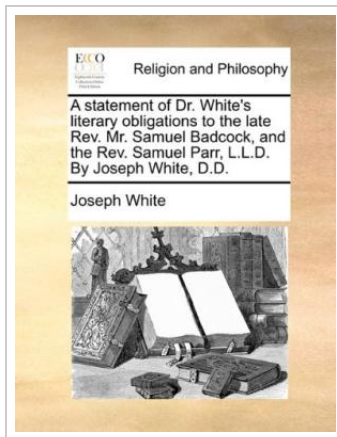 ECCO
Religion and Philosophy
A statement of Dr. White's
literary obligations to the late
Rev. Mr. Samuel Badcock, and
the Rev. Samuel Parr, L.L.D.
By Joseph White, D.D.
Joseph White